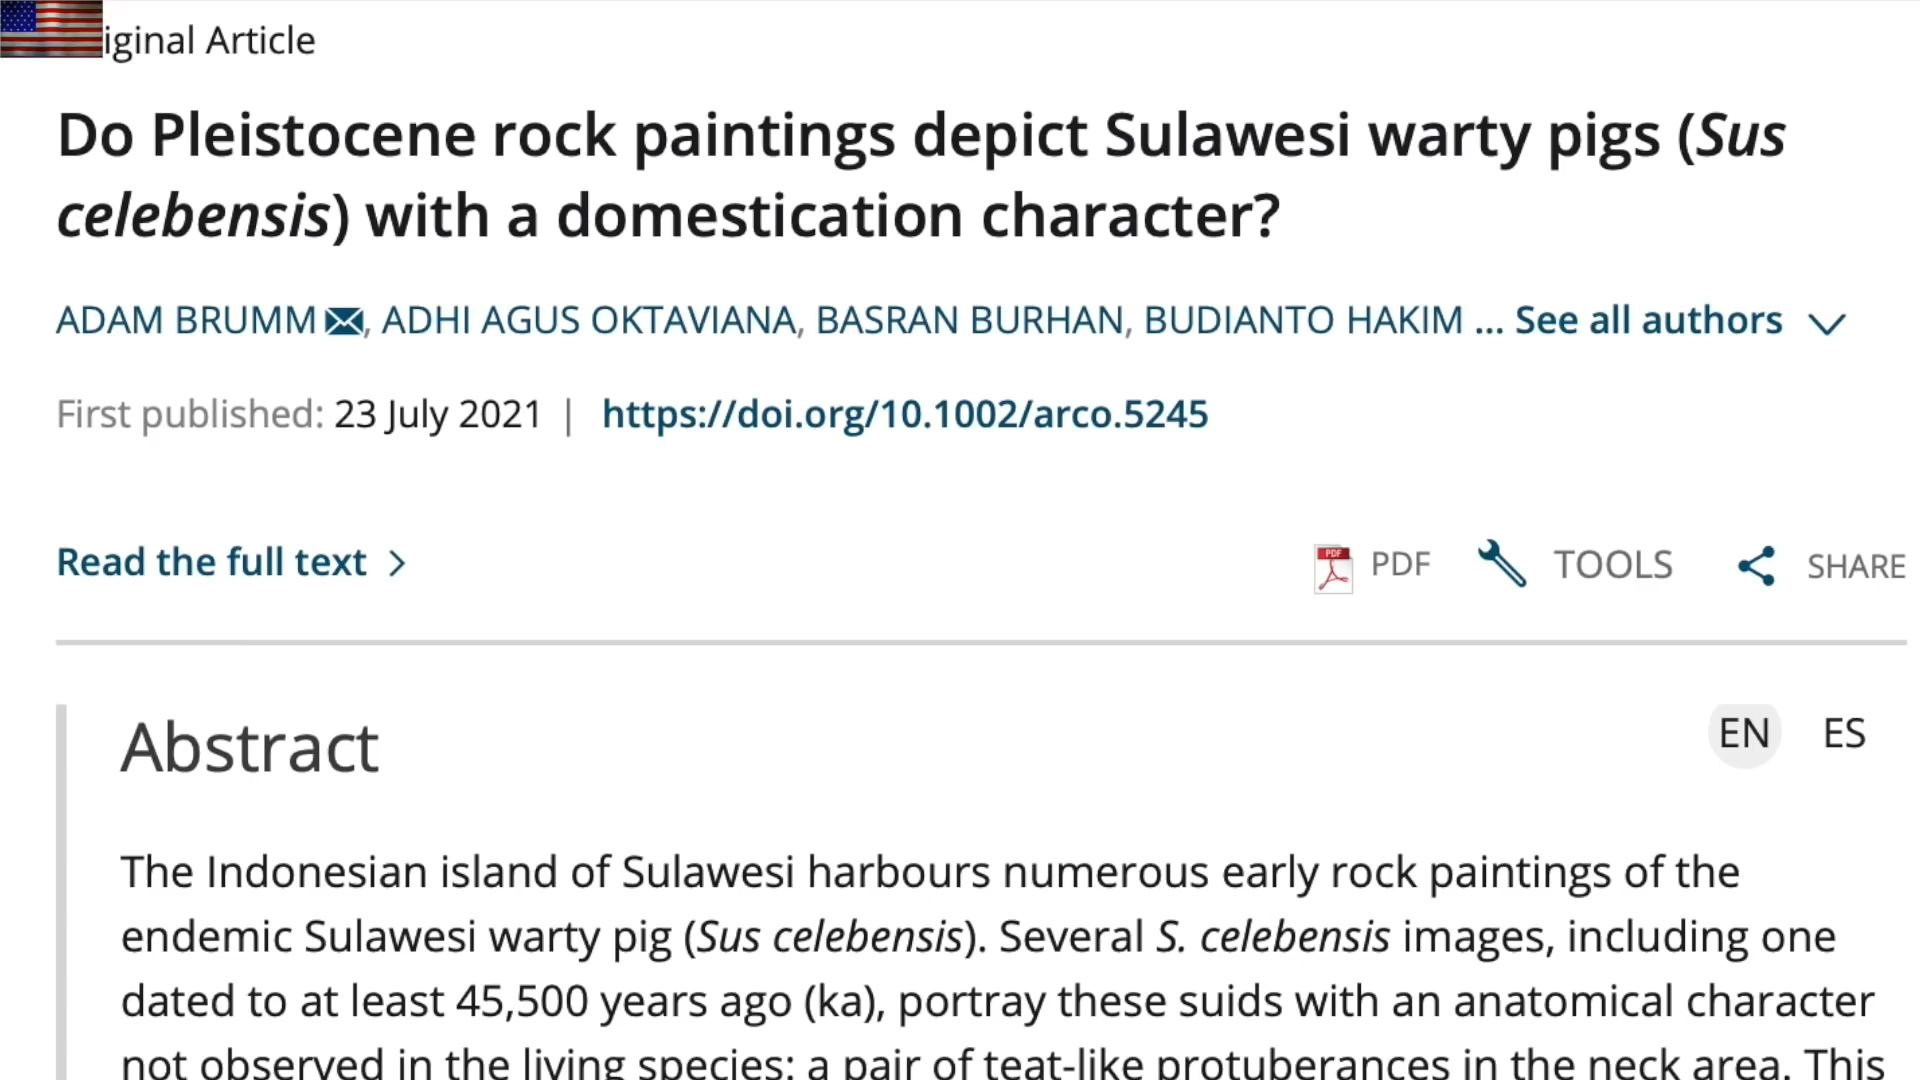 iginal Article
Do Pleistocene rock paintings depict Sulawesi warty pigs (Sus
celebensis) with a domestication character?
ADAM BRUMM, ADHI AGUS OKTAVIANA, BASRAN BURHAN, BUDIANTO HAKIM ... See all authors
First published: 23 July 2021 | https://doi.org/10.1002/arco.5245
Read the full text
PDF PDF TOOLS SHARE
Abstract
EN ES
The Indonesian island of Sulawesi harbours numerous early rock paintings of the
endemic Sulawesi warty pig (Sus celebensis). Several S. celebensis images, including one
dated to at least 45,500 years ago (ka), portray these suids with an anatomical character
not observed in the living species: a pair of teat-like protuberances in the neck area. This